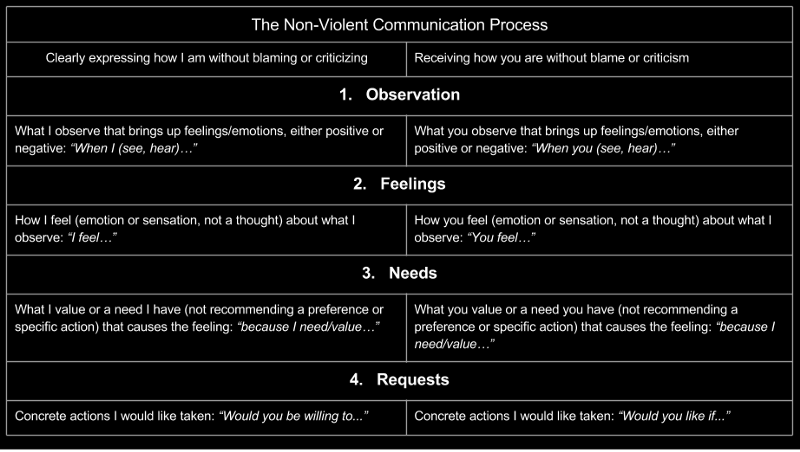 The Non-Violent Communication Process
Clearly expressing how I am without blaming or criticizing
Receiving how you are without blame or criticism
1. Observation
What I observe that brings up feelings/emotions, either positive or
negative: “When I (see, hear)…”
What you observe that brings up feelings/emotions, either
positive or negative: “When you (see, hear)…”
2. Feelings
How I feel (emotion or sensation, not a thought) about what I
observe: “I feel…”
How you feel (emotion or sensation, not a thought) about what I
observe: “You feel…”
3. Needs
What I value or a need I have (not recommending a preference or
specific action) that causes the feeling: “because I need/value…”
What you value or a need you have (not recommending a
preference or specific action) that causes the feeling: “because I
need/value…”
4. Requests
Concrete actions I would like taken: “Would you be willing to...”
Concrete actions I would like taken: “Would you like if...”